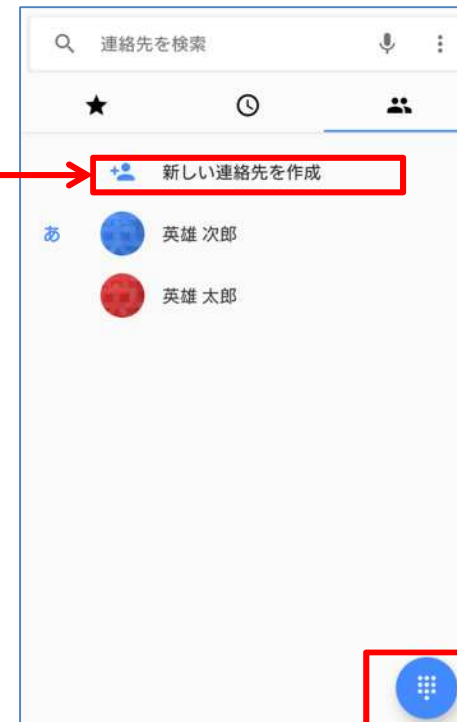 連絡先を検索
新しい連絡先を作成
あ
英雄 次郎
英雄 太郎